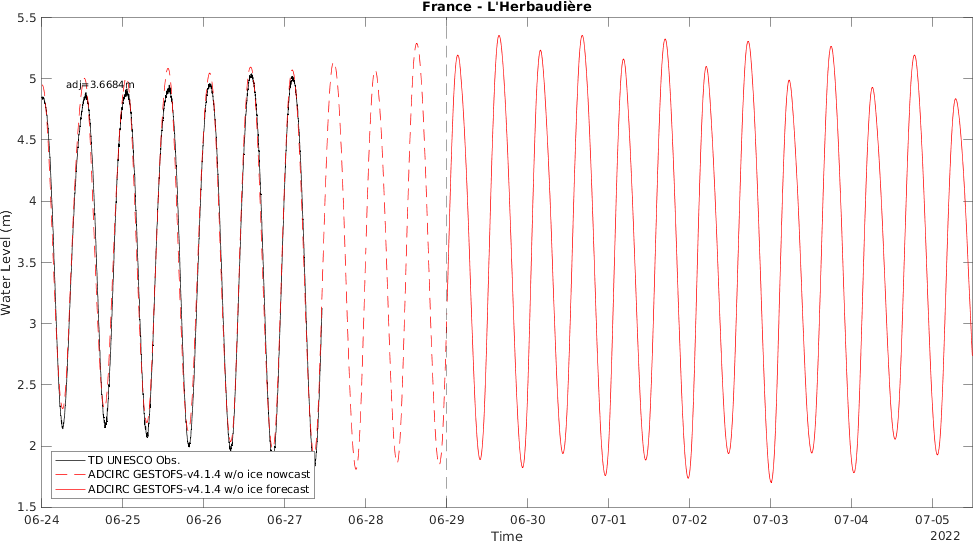 France - L'Herbaudière
5.5
5
4.5
4
3.5
3
2.5
2
1.5
Water Level (m)
adj=3.6684m
TD UNESCO Obs.
ADCIRC GESTOFS-v4.1.4 w/o ice nowcast
ADCIRC GESTOFS-v4.1.4 w/o ice forecast
06-24 06-25 06-26 06-27 06-28 06-29 06-30 07-01 07-02 07-03 07-04 07-05
Time
2022